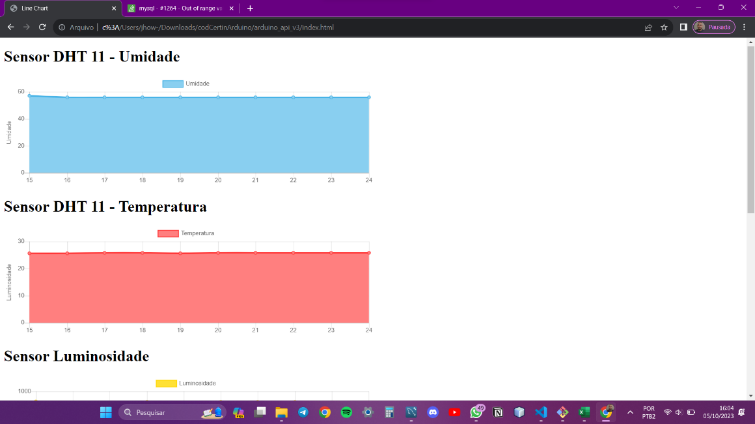 Line Chart
mysql - #1264 - Out of range va
Arquivo
c%3A/Users/jhow-/Downloads/codCertin/Arduino/arduino_api_v3/index.html
Pausada
Sensor DHT 11 - Umidade
Umidade
60
40
20
0
Umidade
15 16 17 18 19 20 21 22 23 24
Sensor DHT 11 - Temperatura
Temperatura
30
20
10
0
Luminosidade
15 16 17 18 19 20 21 22 23 24
Sensor Luminosidade
Luminosidade
1000
Pesquisar
POR
PTB2
16:04
05/10/2023